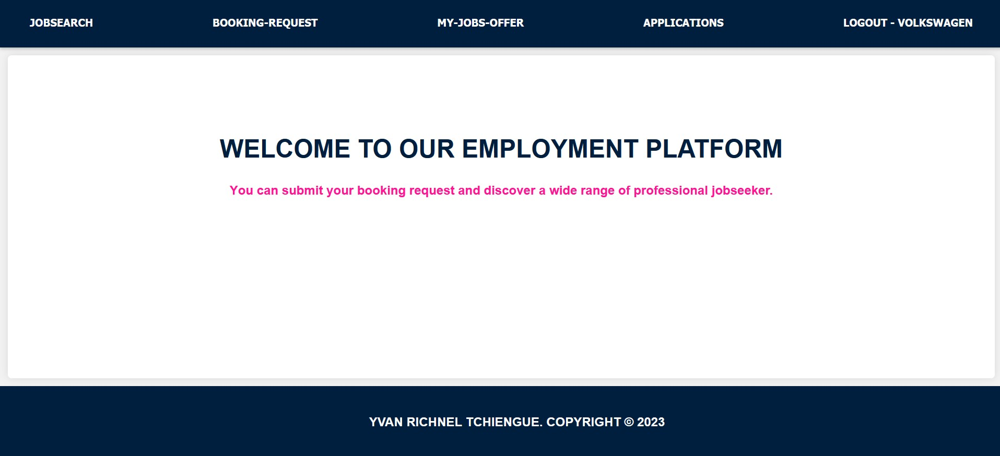 JOBSEARCH BOOKING-REQUEST MY-JOBS-OFFER APPLICATIONS LOGOUT - VOLKSWAGEN
WELCOME TO OUR EMPLOYMENT PLATFORM
You can submit your booking request and discover a wide range of professional jobseeker.
YVAN RICHNEL TCHIENGUE. COPYRIGHT © 2023